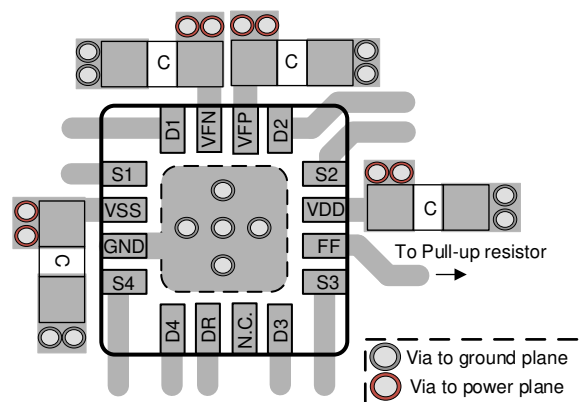 C
C
D1
VFN
VFP
D2
S1
S2
VSS
VDD
C
GND
FF
C
To Pull-up resistor
S4
S3
D4
DR
N.C.
D3
Via to ground plane
Via to power plane